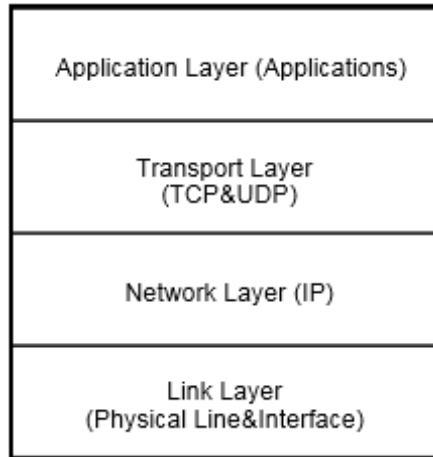 Application Layer (Applications)
Transport Layer
(TCP&UDP)
Network Layer (IP)
Link Layer
(Physical Line&Interface)